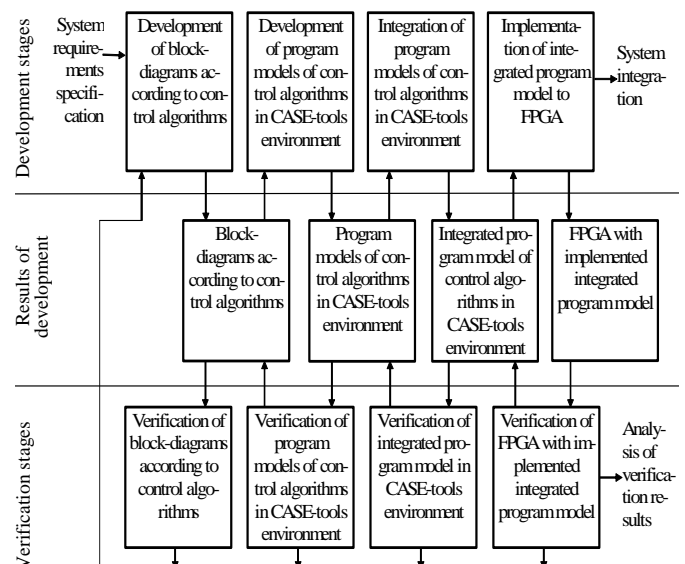 Development stages
System
require-
ments
specifi-
cation
Development
of block-
diagrams acc-
ording to con-
trol algorithms
Development
of program
models of con-
trol algorithms
in CASE-tools
environment
Integration of
program
models of con-
trol algorithms
in CASE-tools
environment
Implementa-
tion of inte-
grated program
model to
FPGA
System
integra-
tion
Results of
development
Block-
diagrams acc-
ording to con-
trol algorithms
Program
models of con-
trol algorithms
in CASE-tools
environment
Integrated pro-
gram model of
control algo-
rithms in
CASE-tools
environment
FPGA with
implemented
integrated
program model
Verification stages
Verification of
block-diagrams
according to
control algo-
rithms
Verification of
program
models of con-
trol algorithms
in CASE-tools
environment
Verification of
integrated pro-
gram model in
CASE-tools
environment
Verification of
FPGA with im-
plemented
integrated
program model
Analy-
sis of
verifica-
tion re-
sults